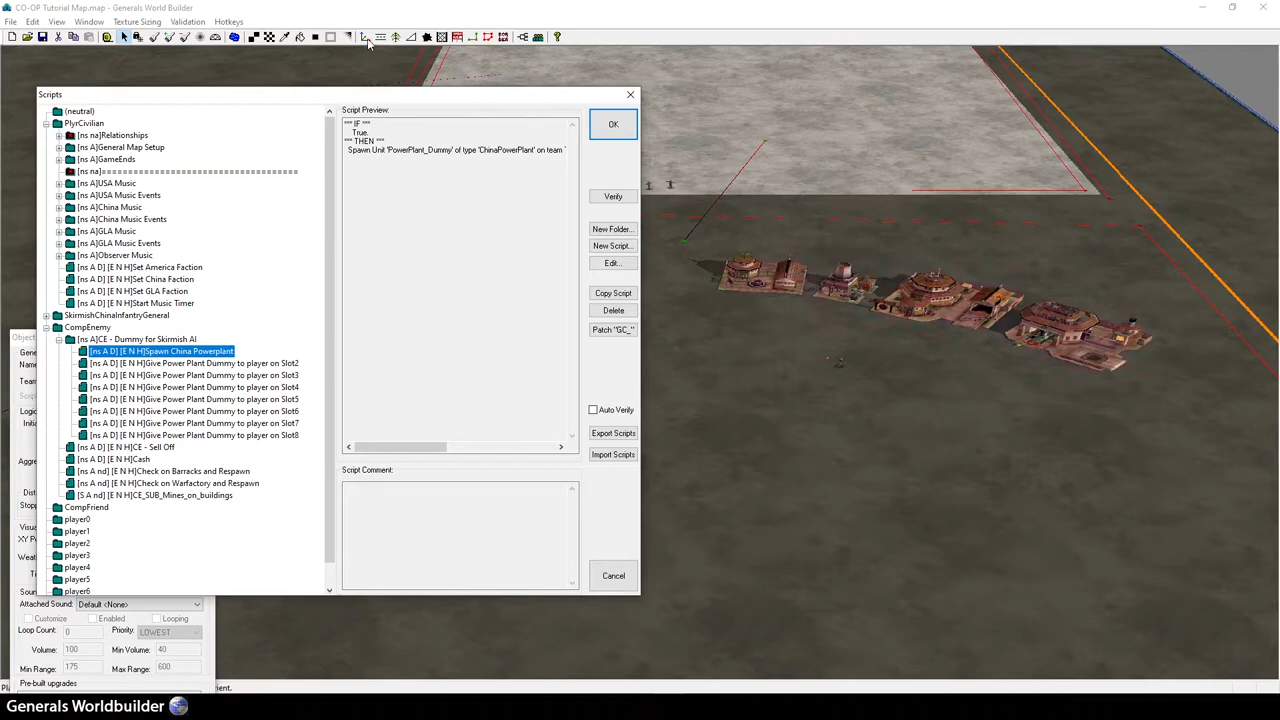 CO-OP Tutorial Map.map - Generals World Builder
File Edit View Window Texture Sizing Validation Hotkeys
Scripts
(neutral)
PlyrCivilian
[ns na]Relationships
[ns A]General Map Setup
[ns A]GameEnds
[ns na]===================================
[ns A]USA Music
[ns A]USA Music Events
[ns A]China Music
[ns A]China Music Events
[ns A]GLA Music
[ns A]GLA Music Events
[ns A]Observer Music
[ns A D] [E N H]Set America Faction
[ns A D] [E N H]Set China Faction
[ns A D] [E N H]Set GLA Faction
[ns A D] [E N H]Start Music Timer
SkirmishChinaInfantryGeneral
CompEnemy
[ns A]CE - Dummy for Skirmish AI
[ns A D] [E N H]Spawn China Powerplant
[ns A D] [E N H]Give Power Plant Dummy to player on Slot2
[ns A D] [E N H]Give Power Plant Dummy to player on Slot3
[ns A D] [E N H]Give Power Plant Dummy to player on Slot4
[ns A D] [E N H]Give Power Plant Dummy to player on Slot5
[ns A D] [E N H]Give Power Plant Dummy to player on Slot6
[ns A D] [E N H]Give Power Plant Dummy to player on Slot7
[ns A D] [E N H]Give Power Plant Dummy to player on Slot8
[ns A D] [E N H]CE - Sell Off
[ns A D] [E N H]Cash
[ns A nd] [E N H]Check on Barracks and Respawn
[ns A nd] [E N H]Check on Warfactory and Respawn
[S A nd] [E N H]CE_SUB_Mines_on_buildings
CompFriend
player0
player1
player2
player3
player4
player5
player6
Script Preview:
*** IF ***
True.
*** THEN ***
Spawn Unit 'PowerPlant_Dummy' of type 'ChinaPowerPlant' on team '
Script Comment:
OK
Verify
New Folder...
New Script...
Edit...
Copy Script
Delete
Patch "GC_"
Auto Verify
Export Scripts
Import Scripts
Cancel
Attached Sound: Default <None>
Customize Enabled Looping
Loop Count: 0 Priority: LOWEST
Volume: 100 Min Volume: 40
Min Range: 175 Max Range: 600
Pre-built upgrades
Generals Worldbuilder